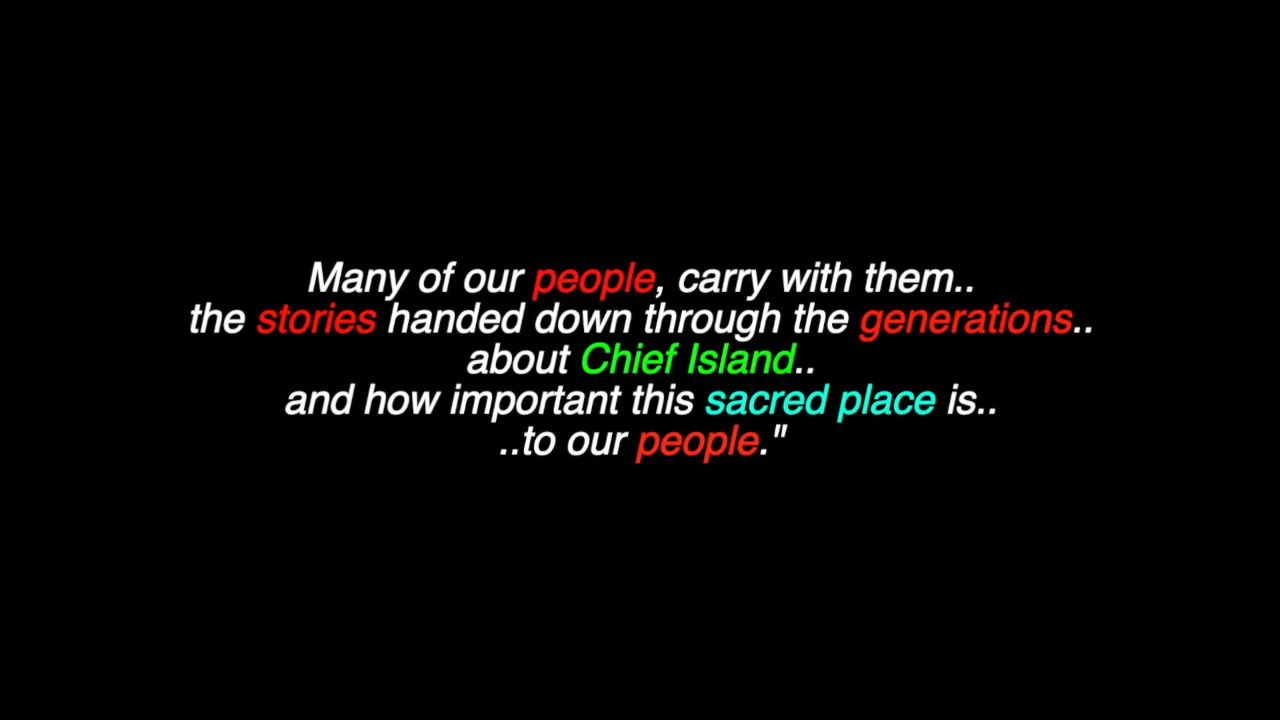 Many of our people, carry with them..
the stories handed down through the generations..
about Chief Island..
and how important this sacred place is..
..to our people."